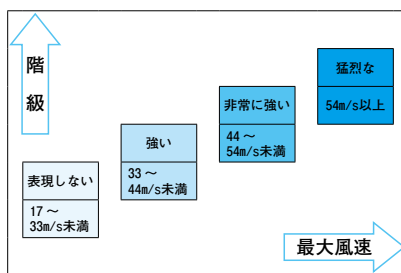 階級
猛烈な
54m/s以上
非常に強い
44～
54m/s未満
強い
33～
44m/s未満
表現しない
17～
33m/s未満
最大風速